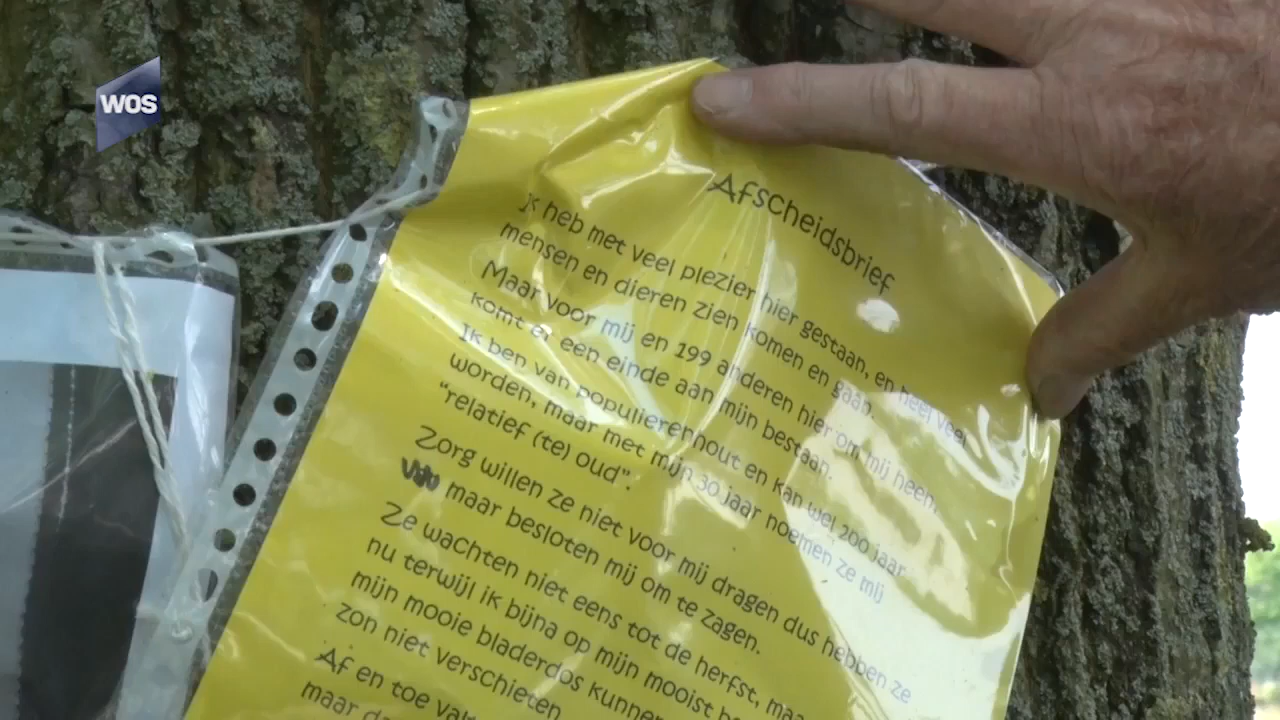 WOS
Afscheidsbrief
Ik heb met veel plezier hier gestaan, en heel veel
mensen en dieren zien komen en gaan.
Maar voor mij en 199 anderen hier om mij heen,
komt er een einde aan mijn bestaan.
Ik ben van populierenhout en kan wel 200 jaar
worden, maar met mijn 30 jaar noemen ze mij
"relatief (te) oud".
Zorg willen ze niet voor mij dragen dus hebben ze
maar besloten mij om te zagen.
Ze wachten niet eens tot de herfst, maa
nu terwijl ik bijna op mijn mooist b
mijn mooie bladerdos kunne
zon niet verschieten
Af en toe val
maar da